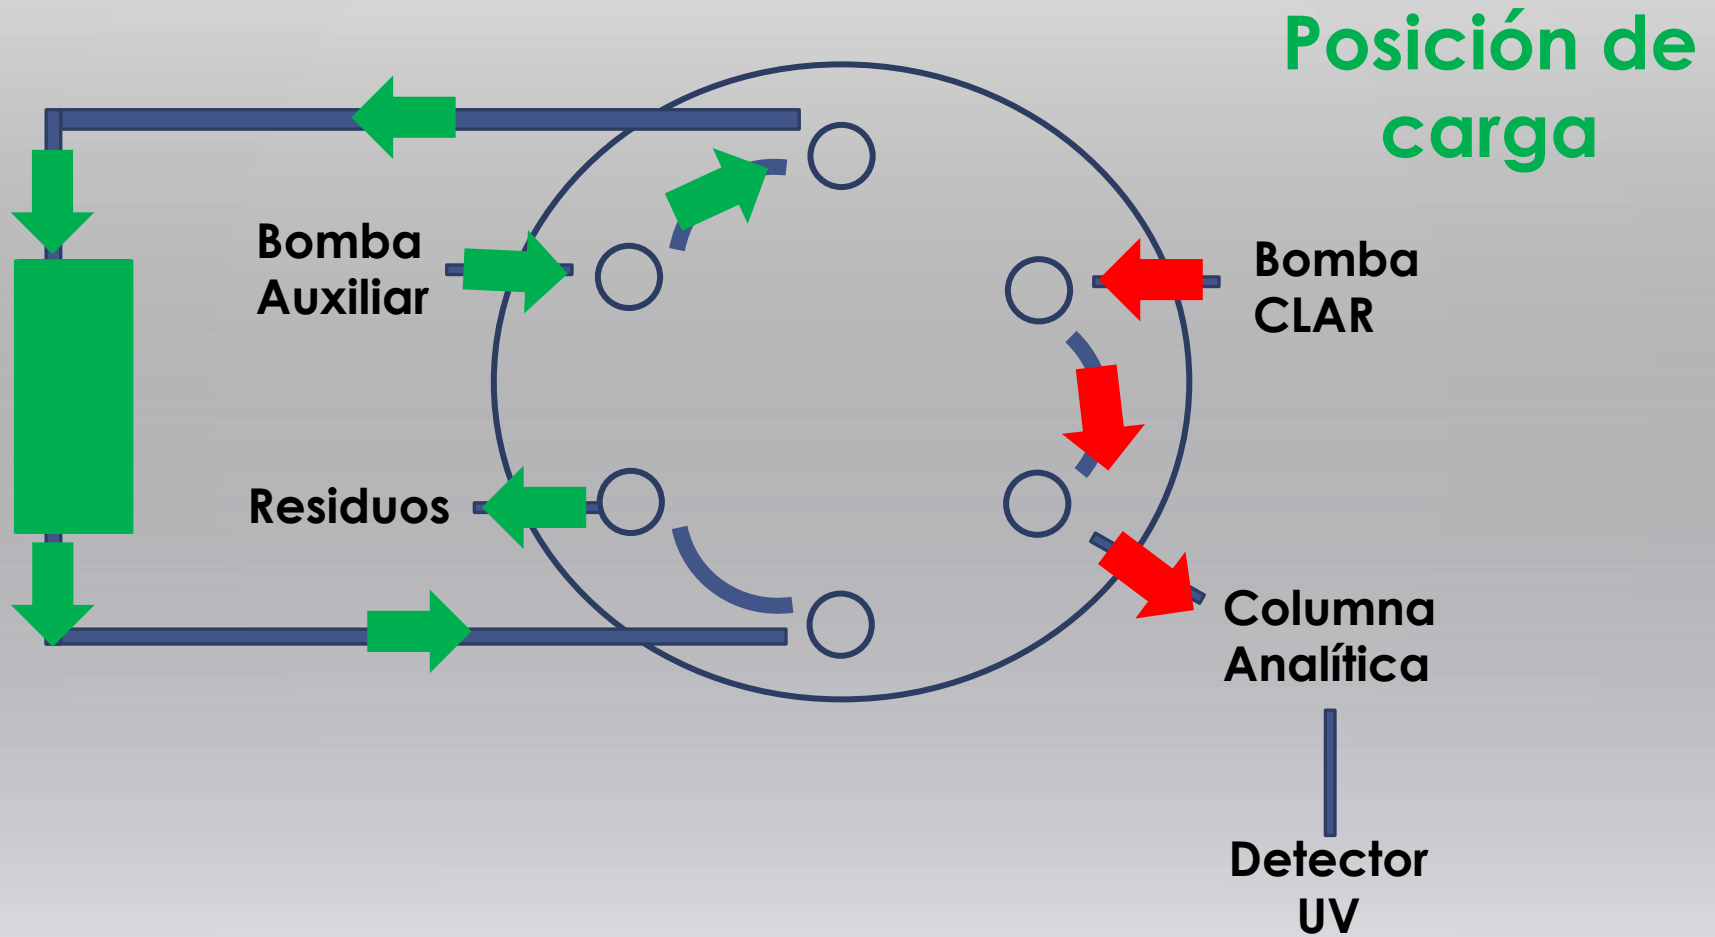 Posición de
carga
Bomba
Auxiliar
Bomba
CLAR
Residuos
Columna
Analítica
Detector
UV